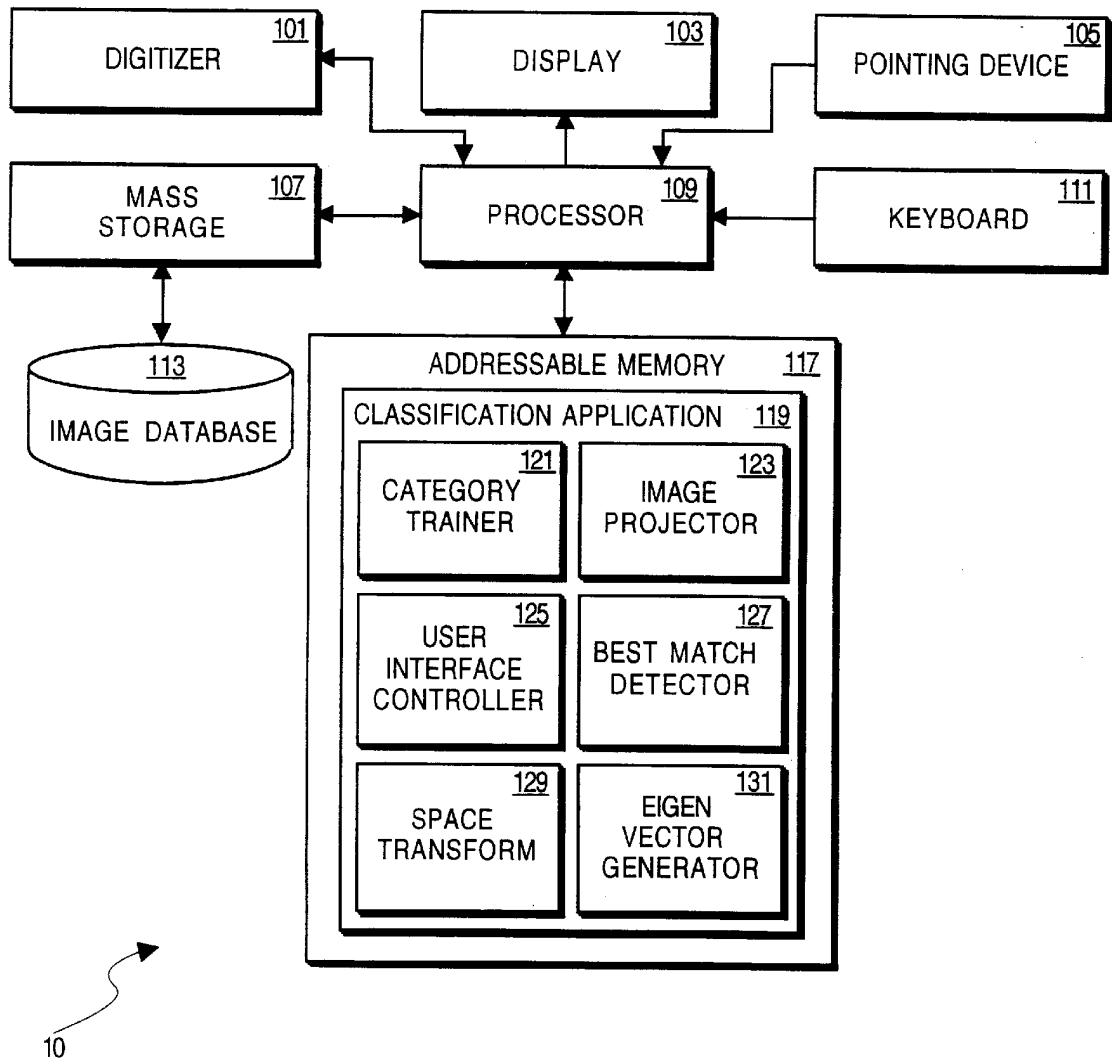 101
DIGITIZER
103
DISPLAY
105
POINTING DEVICE
107
MASS
STORAGE
109
PROCESSOR
111
KEYBOARD
113
IMAGE DATABASE
ADDRESSABLE MEMORY 117
CLASSIFICATION APPLICATION 119
121
CATEGORY
TRAINER
123
IMAGE
PROJECTOR
125
USER
INTERFACE
CONTROLLER
127
BEST MATCH
DETECTOR
129
SPACE
TRANSFORM
131
EIGEN
VECTOR
GENERATOR
10